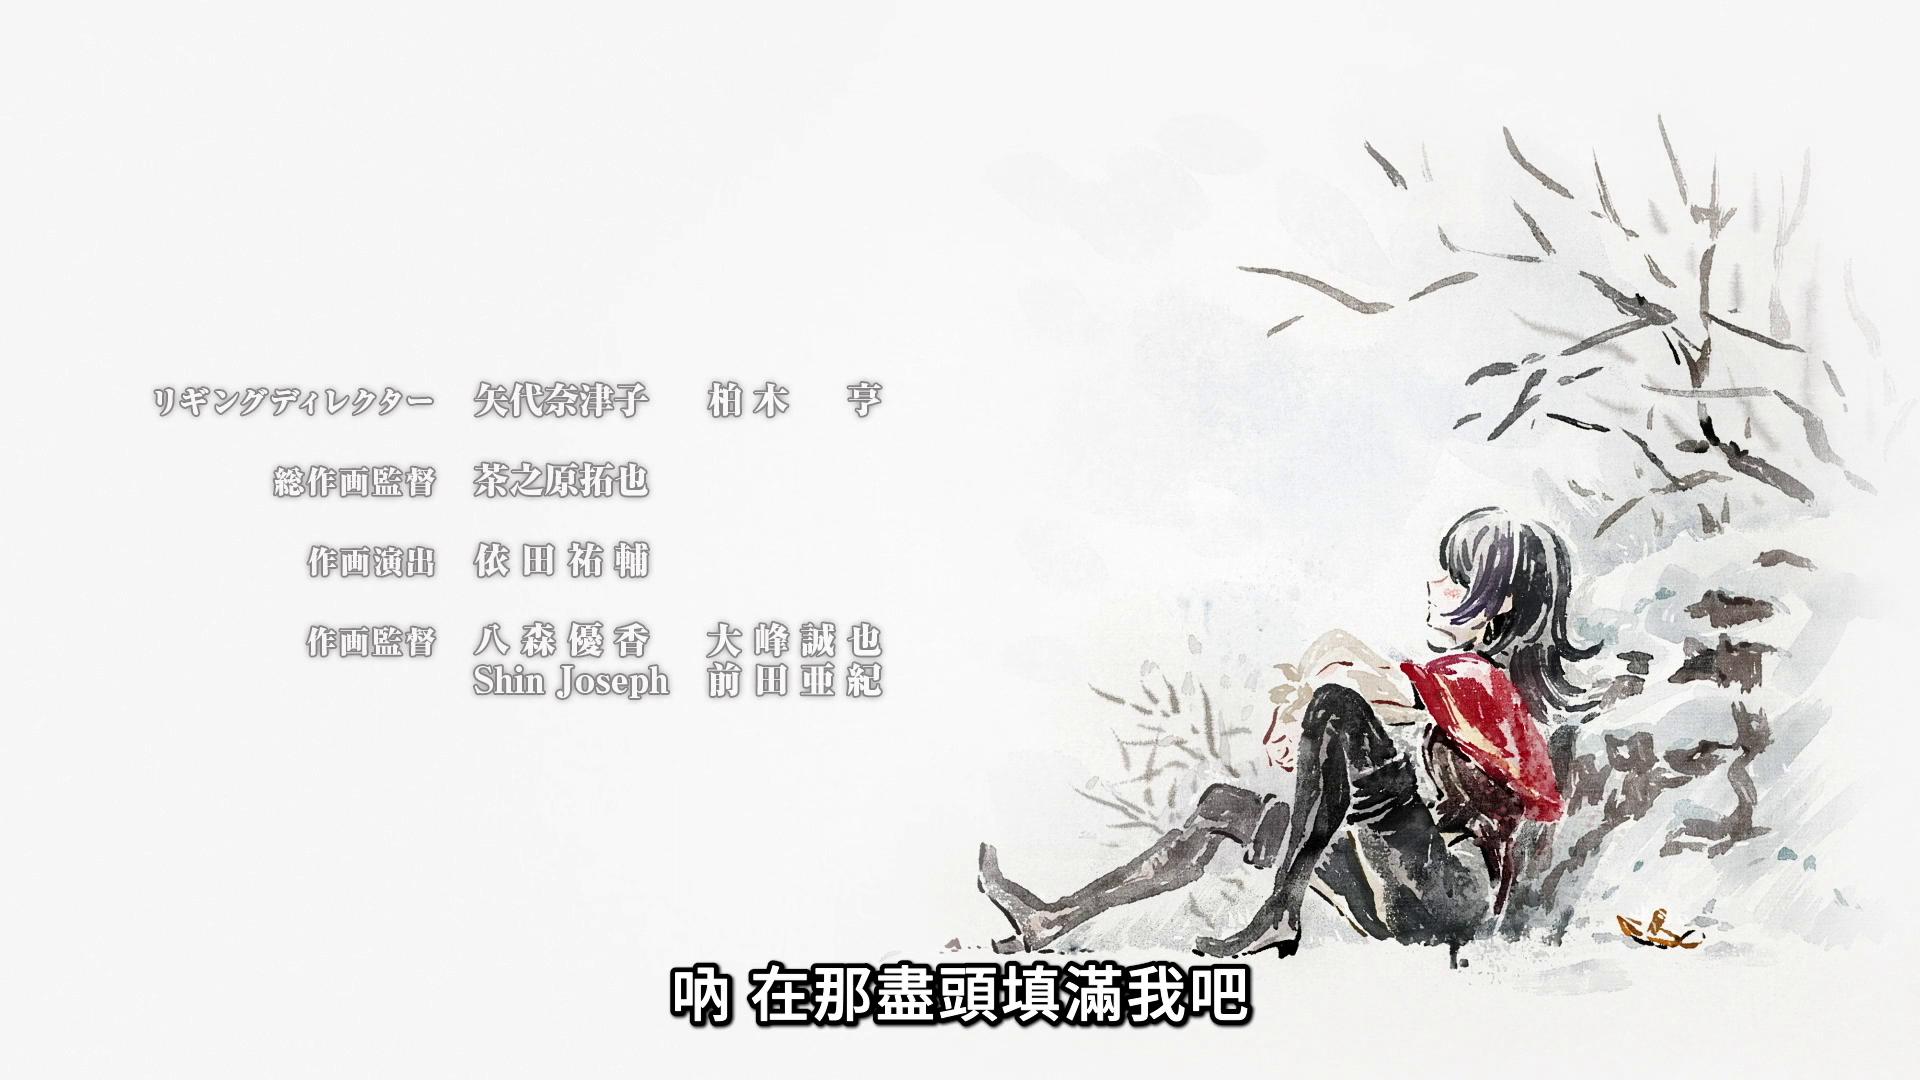 リギングディレクター 矢代奈津子 柏木 亨
総作画監督 茶之原拓也
作画演出 依田祐輔
作画監督 八森優香 大峰誠也
Shin Joseph 前田亜紀
吶 在那盡頭填滿我吧